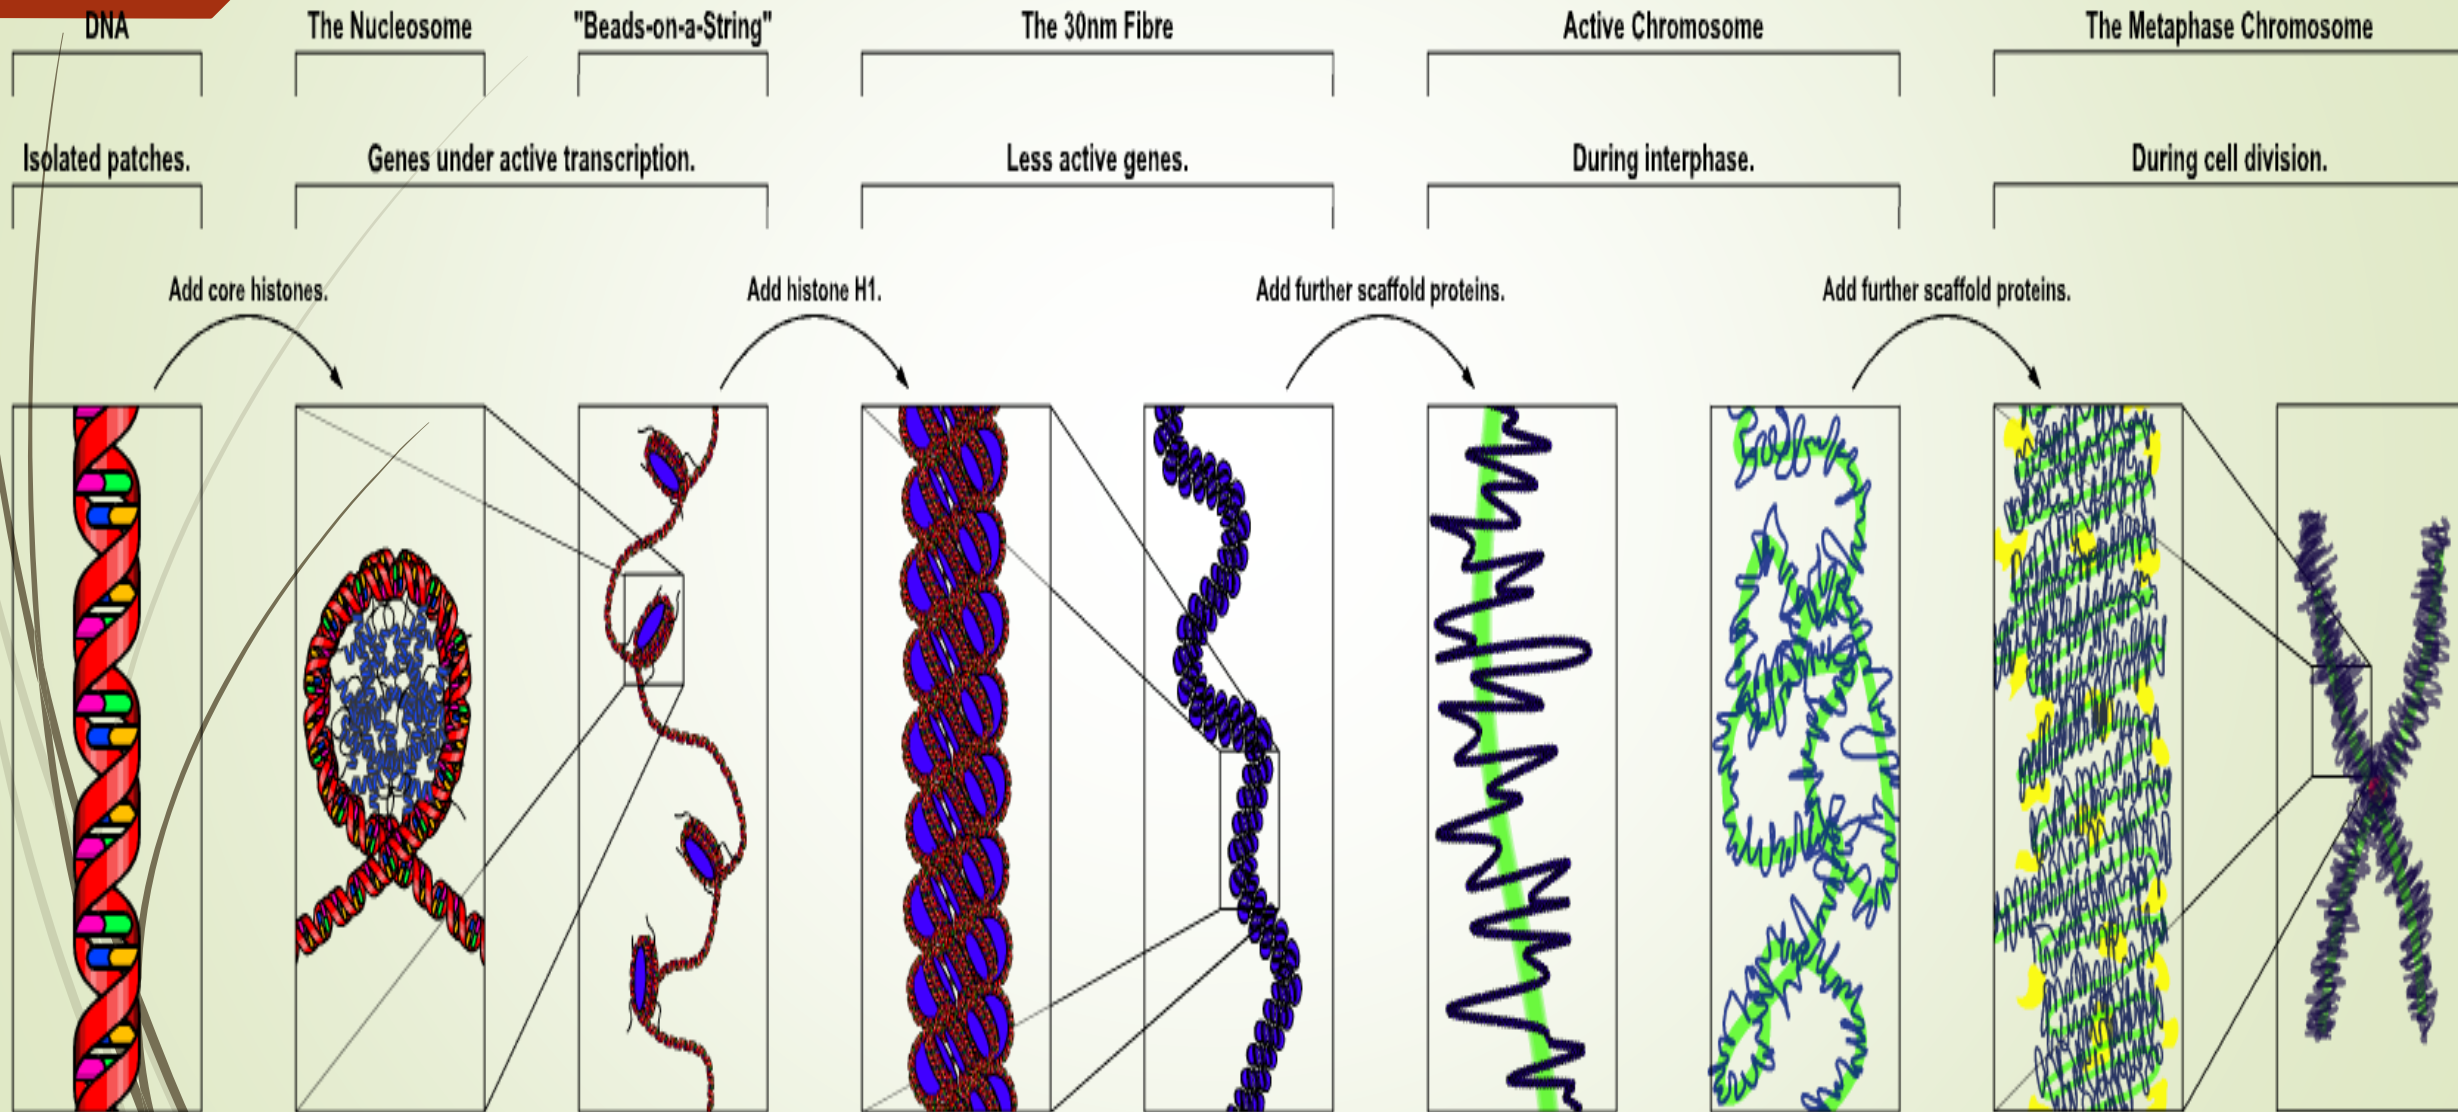 DNA
The Nucleosome
"Beads-on-a-String"
The 30nm Fibre
Active Chromosome
The Metaphase Chromosome
Isolated patches.
Genes under active transcription.
Less active genes.
During interphase.
During cell division.
Add core histones.
Add histone H1.
Add further scaffold proteins.
Add further scaffold proteins.